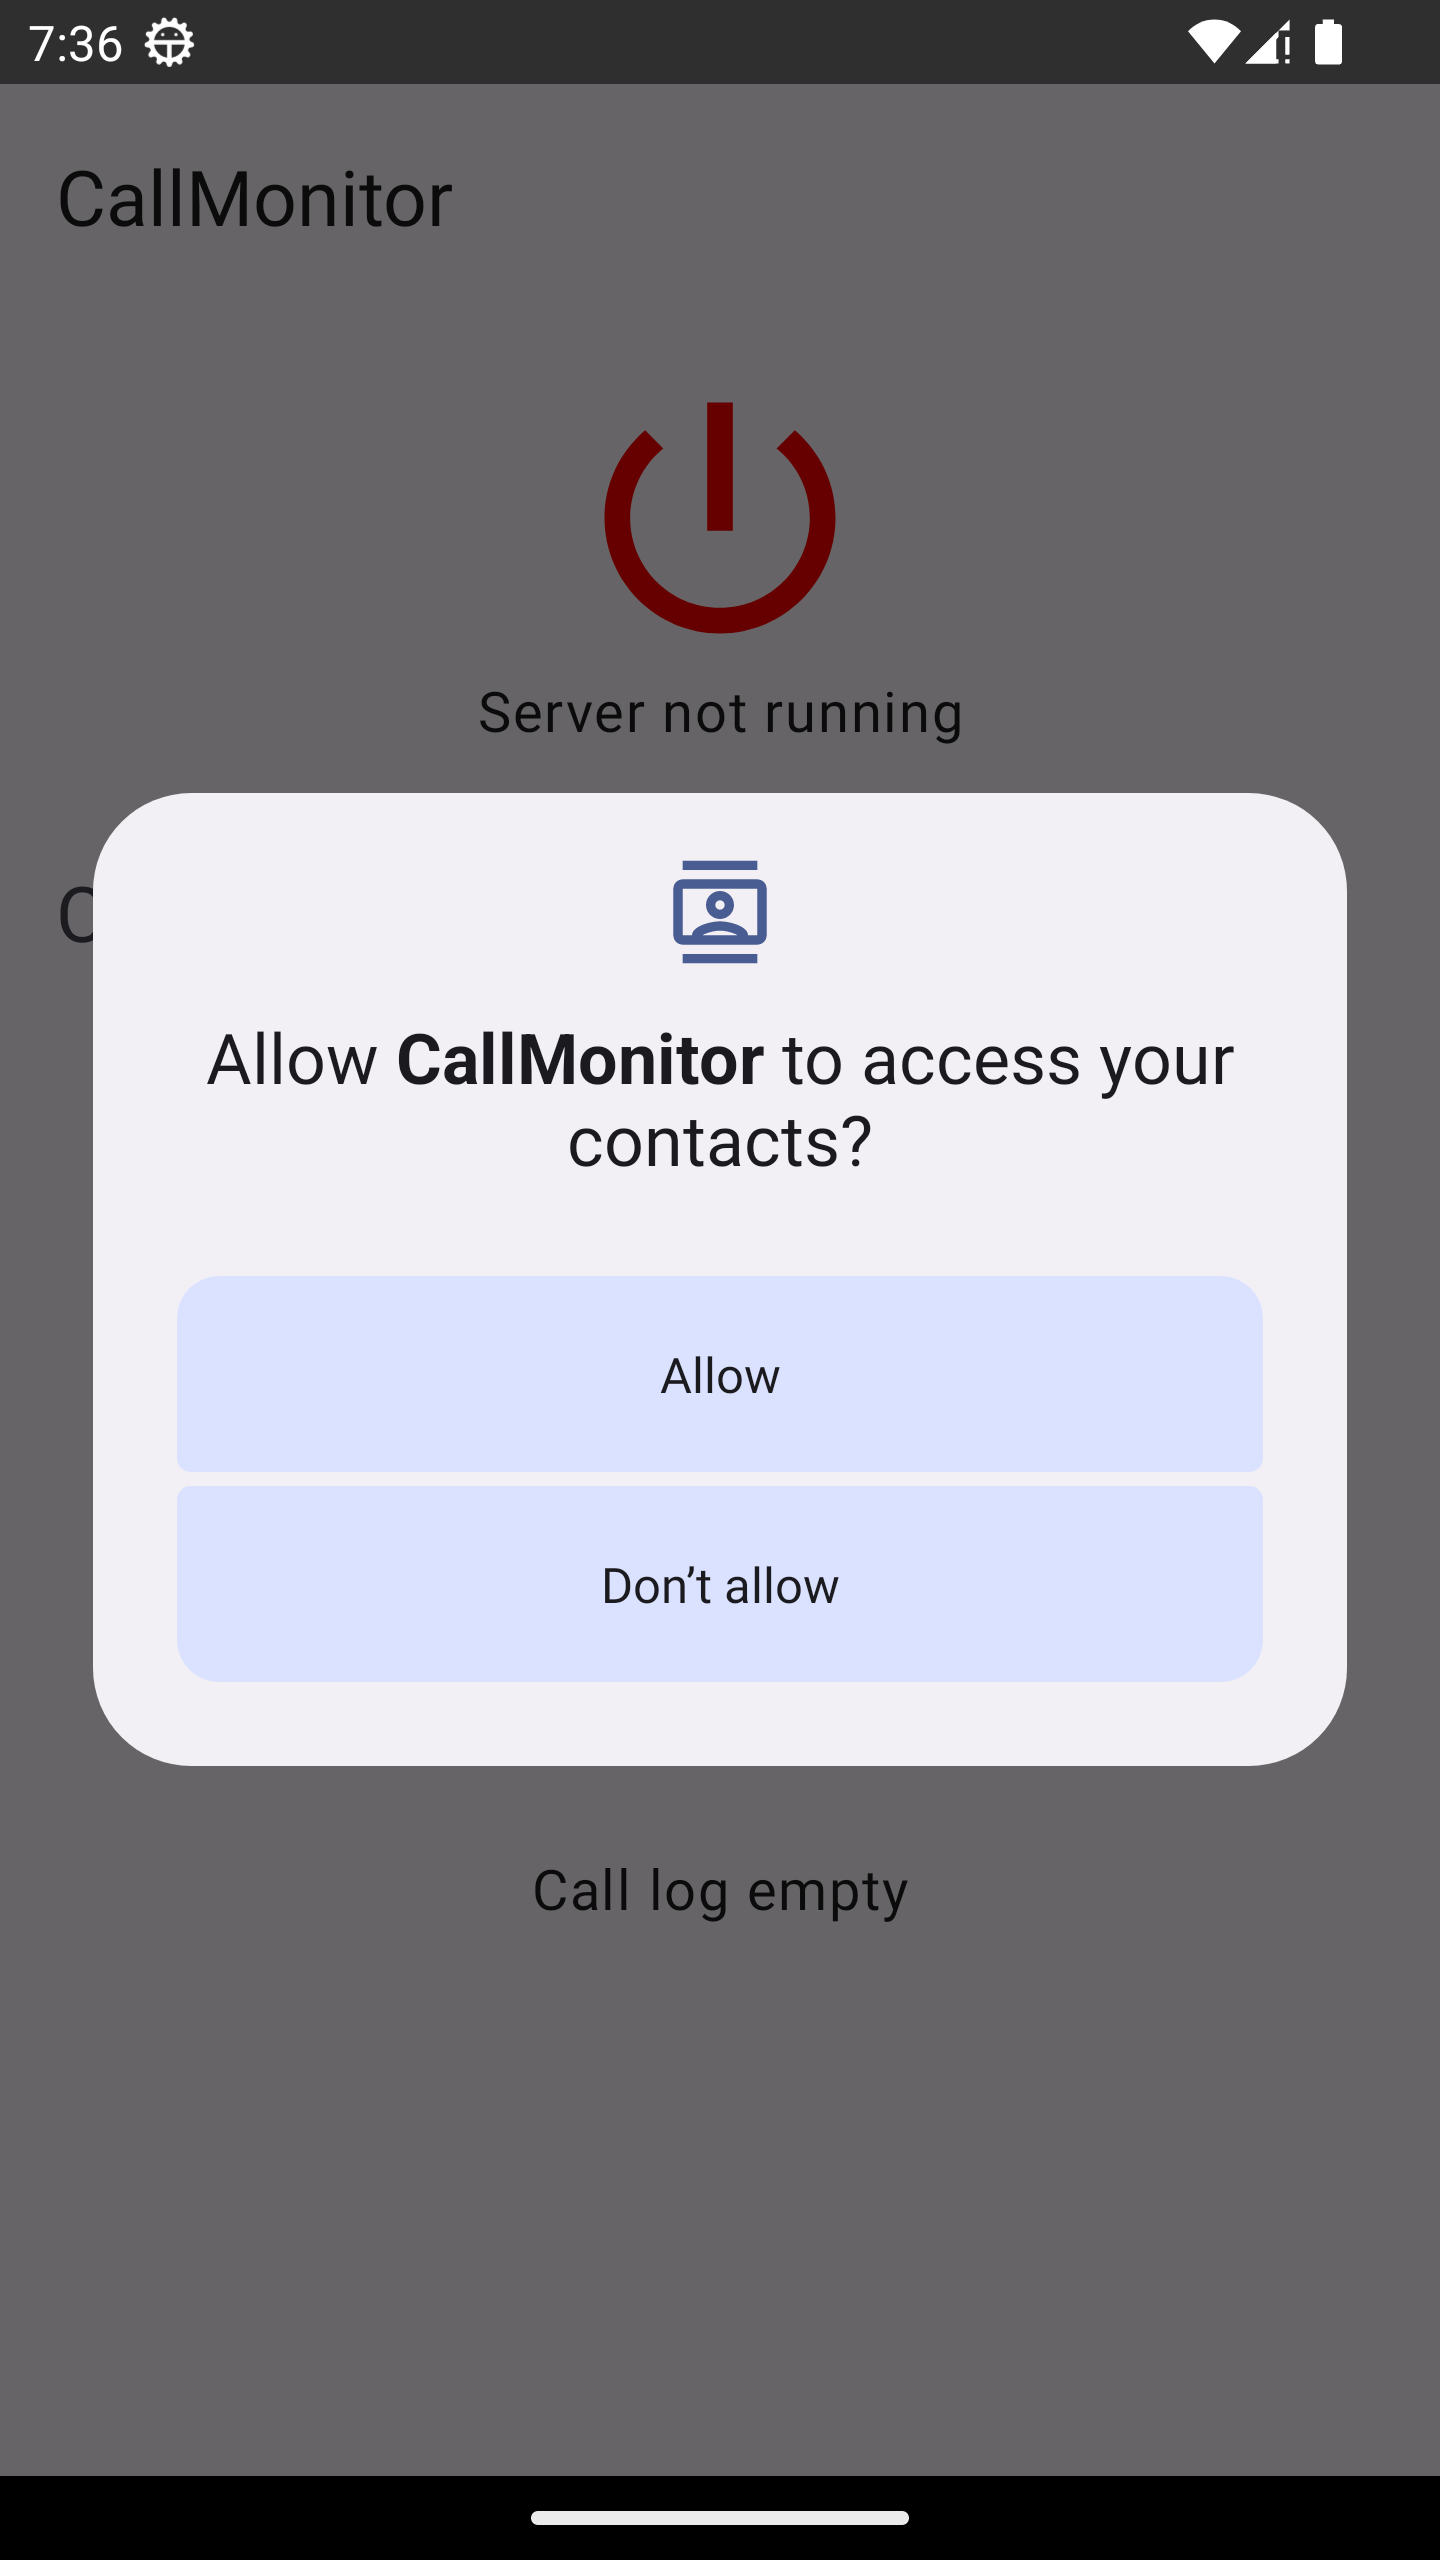 7:36
CallMonitor
Server not running
Allow CallMonitor to access your
contacts?
Allow
Don’t allow
Call log empty